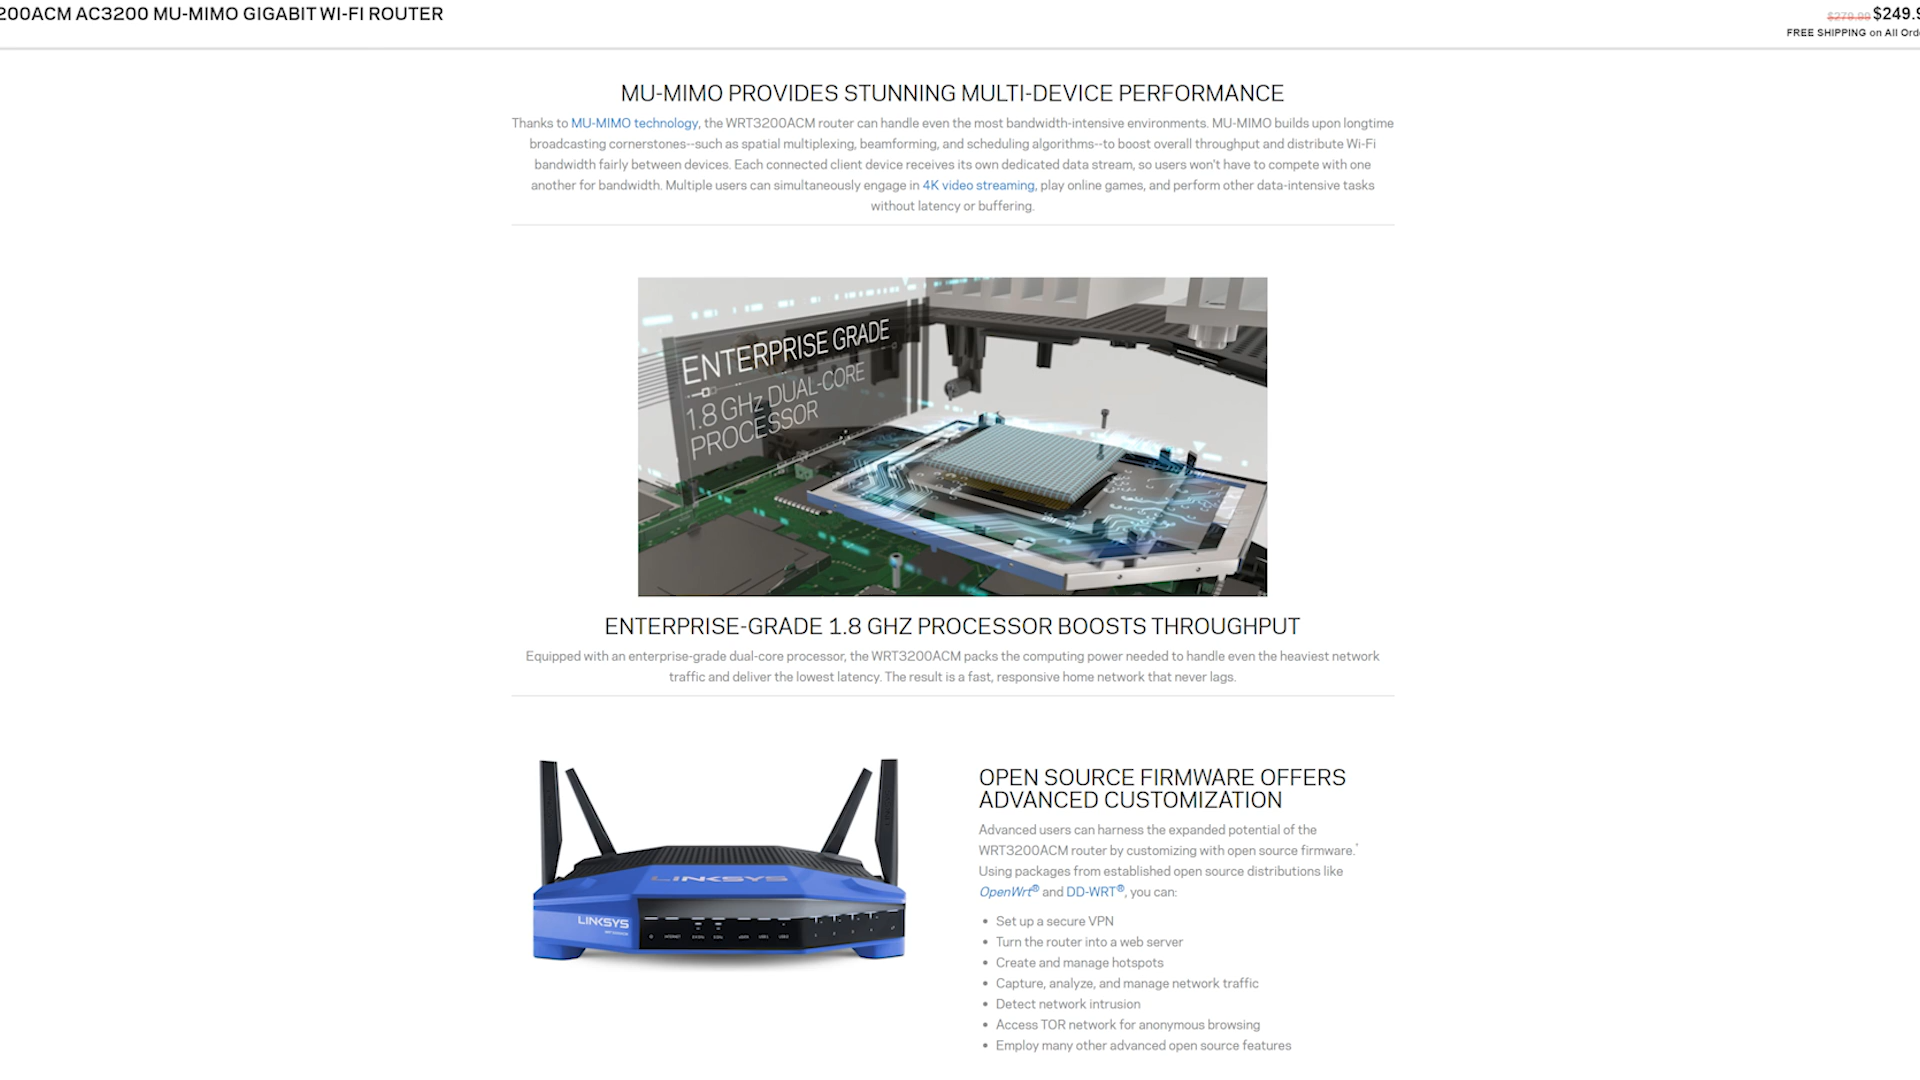 200ACM AC3200 MU-MIMO GIGABIT WI-FI ROUTER
$279.99 $249.9
FREE SHIPPING on All Ord
MU-MIMO PROVIDES STUNNING MULTI-DEVICE PERFORMANCE
Thanks to MU-MIMO technology, the WRT3200ACM router can handle even the most bandwidth-intensive environments. MU-MIMO builds upon longtime
broadcasting cornerstones--such as spatial multiplexing, beamforming, and scheduling algorithms--to boost overall throughput and distribute Wi-Fi
bandwidth fairly between devices. Each connected client device receives its own dedicated data stream, so users won't have to compete with one
another for bandwidth. Multiple users can simultaneously engage in 4K video streaming, play online games, and perform other data-intensive tasks
without latency or buffering.
ENTERPRISE GRADE
1.8 GHz DUAL-CORE
PROCESSOR
ENTERPRISE-GRADE 1.8 GHZ PROCESSOR BOOSTS THROUGHPUT
Equipped with an enterprise-grade dual-core processor, the WRT3200ACM packs the computing power needed to handle even the heaviest network
traffic and deliver the lowest latency. The result is a fast, responsive home network that never lags.
LINKSYS
LINKSYS
OPEN SOURCE FIRMWARE OFFERS
ADVANCED CUSTOMIZATION
Advanced users can harness the expanded potential of the
WRT3200ACM router by customizing with open source firmware.*
Using packages from established open source distributions like
OpenWrt® and DD-WRT®, you can:
• Set up a secure VPN
• Turn the router into a web server
• Create and manage hotspots
• Capture, analyze, and manage network traffic
• Detect network intrusion
• Access TOR network for anonymous browsing
• Employ many other advanced open source features